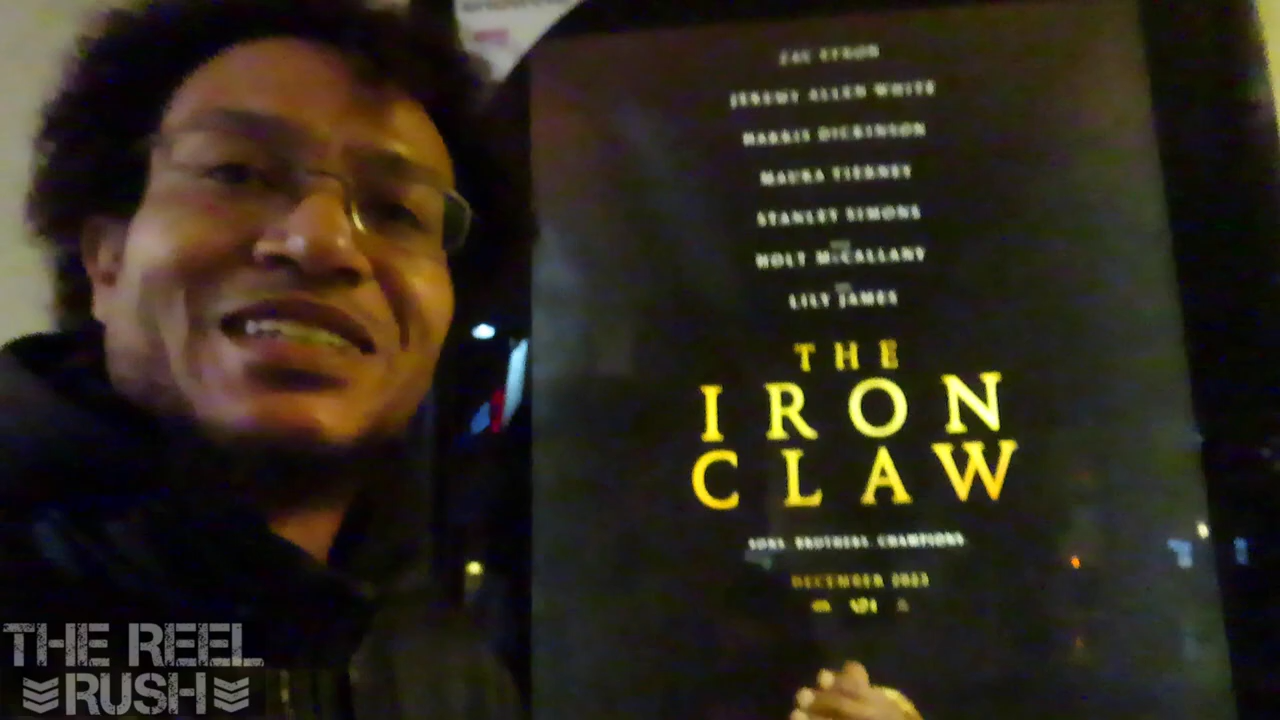 ZAC EFRON
JEREMY ALLEN WHITE
HARRIS DICKINSON
MAURA TIERNEY
STANLEY SIMONS
HOLT McCALLANY
LILY JAMES
THE
IRON
CLAW
SONS. BROTHERS. CHAMPIONS.
DECEMBER 2023
THE REEL
RUSH